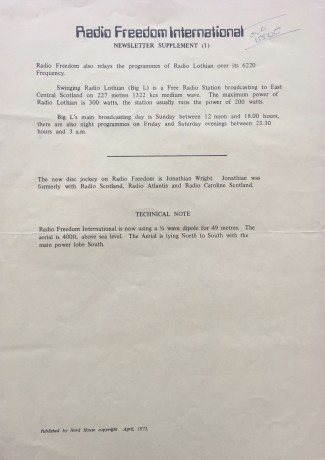 Radio Freedom International
OLD
ISSUE
NEWSLETTER SUPPLEMENT (1)
Radio Freedom also relays the programmes of Radio Lothian over its 6220
Frequency.
Swinging Radio Lothian (Big L) is a Free Radio Station broadcasting to East
Central Scotland on 227 metres 1322 kcs medium wave. The maximum power of
Radio Lothian is 300 watts, the station usually runs the power of 200 watts.
Big L's main broadcasting day is Sunday between 12 noon and 18.00 hours,
there are also night programmes on Friday and Saturday evenings between 23.30
hours and 3 a.m.
The new disc jockey on Radio Freedom is Jonathan Wright. Jonathan was
formerly with Radio Scotland, Radio Atlantis and Radio Caroline Scotland.
TECHNICAL NOTE
Radio Freedom International is now using a ½ wave dipole for 49 metres. The
aerial is 400ft. above sea level. The Aerial is lying North to South with the
main power lobe South.
Published by Nord House copyright April, 1975.